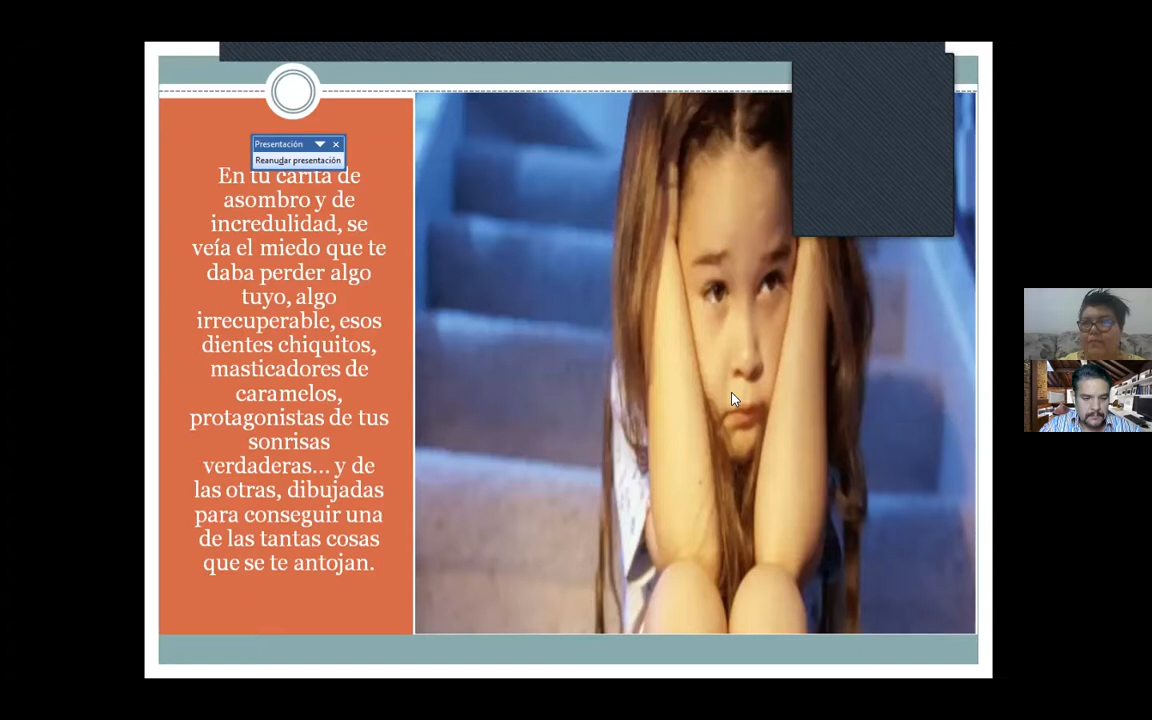 Presentación
Reanudar presentación
En tu carita de
asombro y de
incredulidad, se
veía el miedo que te
daba perder algo
tuyo, algo
irrecuperable, esos
dientes chiquitos,
masticadores de
caramelos,
protagonistas de tus
sonrisas
verdaderas... y de
las otras, dibujadas
para conseguir una
de las tantas cosas
que se te antojan.